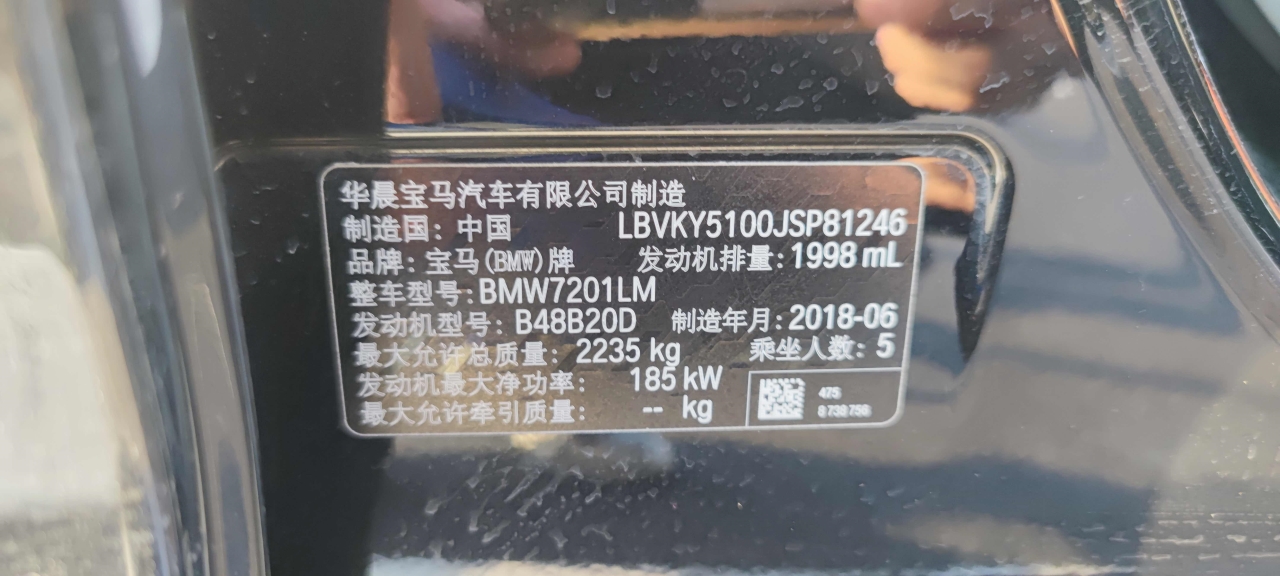 华晨宝马汽车有限公司制造
制造国：中国 LBVKY5100JSP81246
品牌：宝马(BMW)牌 发动机排量：1998 mL
整车型号：BMW7201LM
发动机型号：B48B20D 制造年月：2018-06
最大允许总质量：2235 kg 乘坐人数：5
发动机最大净功率：185 kW
最大允许牵引质量：-- kg
475
8 738 758